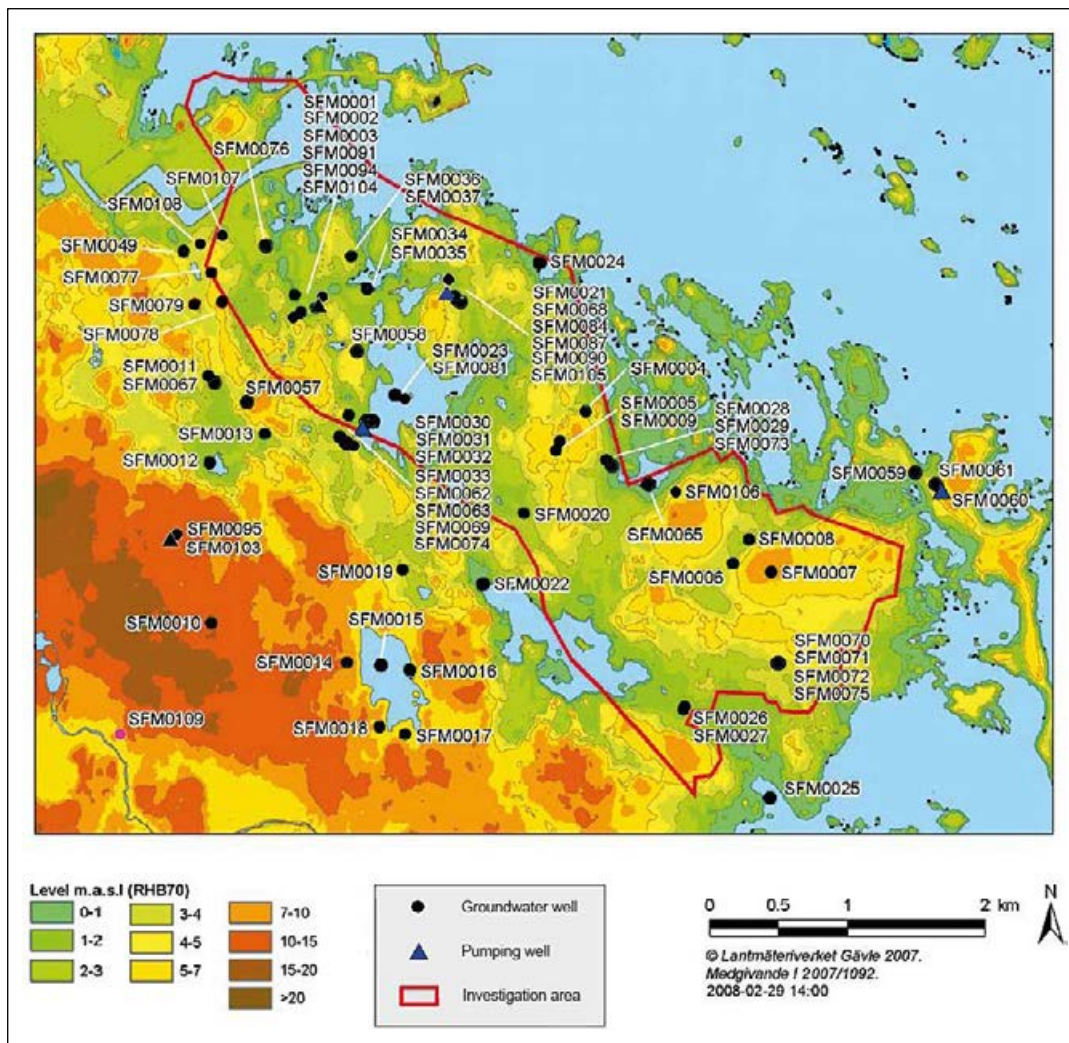 SFM0001
SFM0002
SFM0003
SFM0091
SFM0094
SFM0104
SFM0076
SFM0107
SFM0108
SFM0049
SFM0077
SFM0079
SFM0078
SFM0036
SFM0037
SFM0034
SFM0035
SFM0024
SFM0021
SFM0068
SFM0084
SFM0087
SFM0090
SFM0105
SFM0058
SFM0023
SFM0081
SFM0011
SFM0067
SFM0057
SFM0004
SFM0005
SFM0009
SFM0028
SFM0029
SFM0073
SFM0013
SFM0012
SFM0030
SFM0031
SFM0032
SFM0033
SFM0062
SFM0063
SFM0069
SFM0074
SFM0059
SFM0061
SFM0060
SFM0106
SFM0065
SFM0020
SFM0095
SFM0103
SFM0008
SFM0006
SFM0007
SFM0019
SFM0022
SFM0015
SFM0010
SFM0014
SFM0016
SFM0070
SFM0071
SFM0072
SFM0075
SFM0109
SFM0018
SFM0017
SFM0026
SFM0027
SFM0025
Level m.a.s.l (RHB70)
0-1
1-2
2-3
3-4
4-5
5-7
7-10
10-15
15-20
>20
Groundwater well
Pumping well
Investigation area
0 0.5 1 2 km
N
© Lantmäteriverket Gävle 2007.
Medgivande I 2007/1092.
2008-02-29 14:00